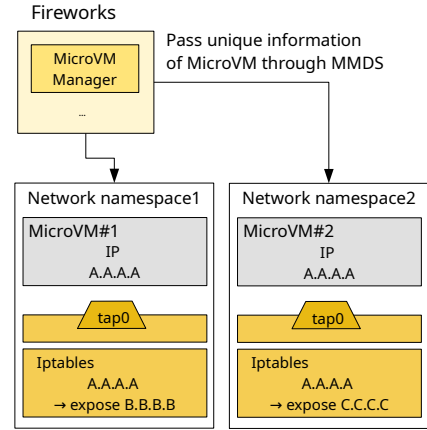 Fireworks
MicroVM
Manager
...
Pass unique information
of MicroVM through MMDS
Network namespace1
MicroVM#1
IP
A.A.A.A
tap0
Iptables
A.A.A.A
→ expose B.B.B.B
Network namespace2
MicroVM#2
IP
A.A.A.A
tap0
Iptables
A.A.A.A
→ expose C.C.C.C